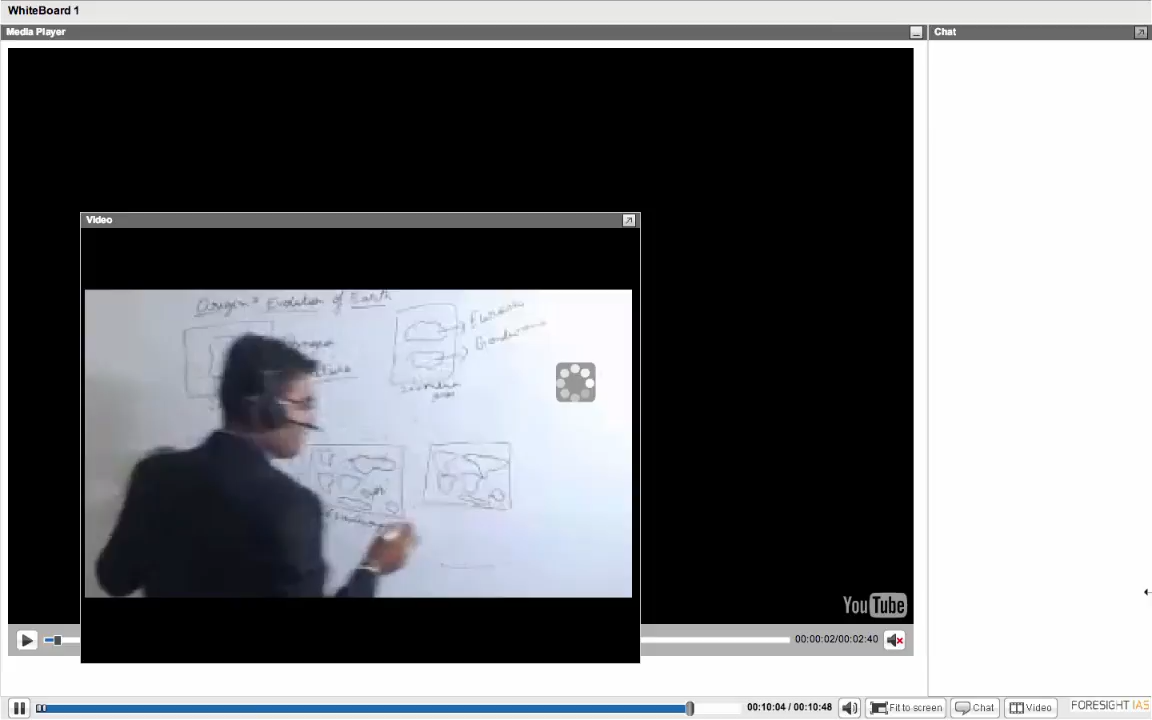 WhiteBoard 1
Media Player
Chat
Video
Origin & Evolution of Earth
YouTube
00:00:02/00:02:40
00:10:04 / 00:10:48
Fit to screen
Chat
Video
FORESIGHT IAS